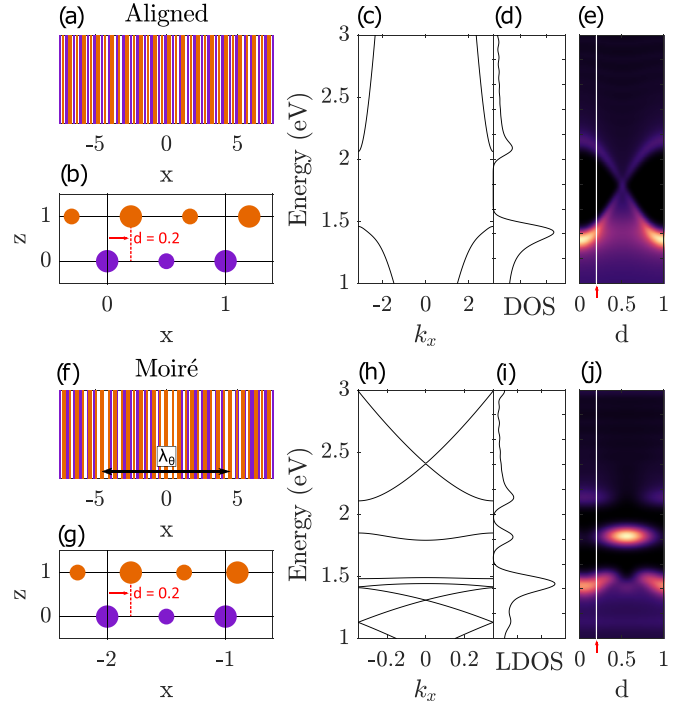 (a) Aligned (c) (d) (e)
-5 0 5
x
(b)
z
1
0
d = 0.2
0 1
x
Energy (eV)
3
2
1.5
1
-2 0 2
k_x
DOS
0 0.5 1
d
(f) Moiré (h) (i) (j)
λ_θ
-5 0 5
x
(g)
z
1
0
d = 0.2
-2 -1
x
Energy (eV)
3
2.5
2
1.5
1
-0.2 0 0.2
k_x
LDOS
0 0.5 1
d